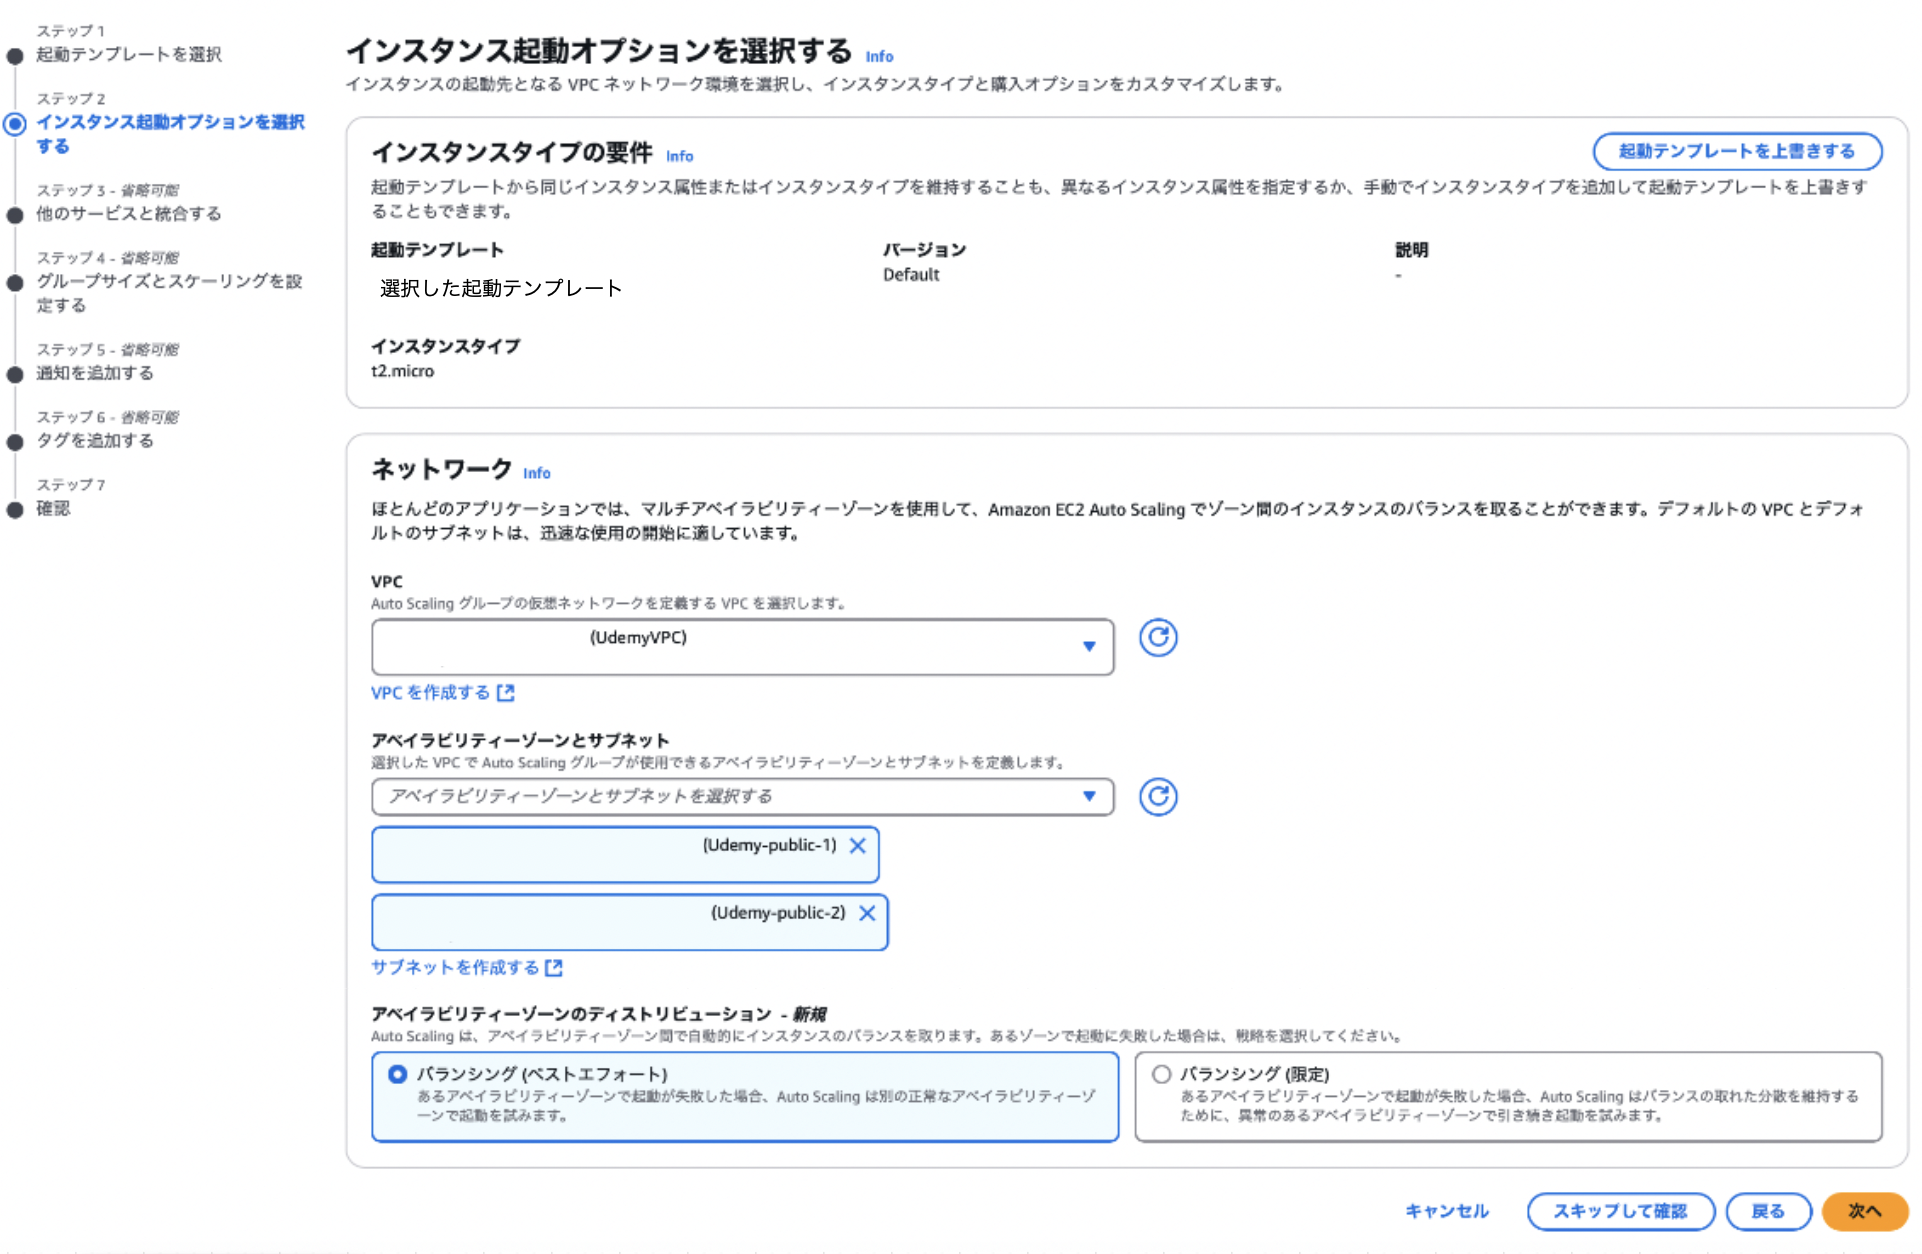 ステップ 1
起動テンプレートを選択
ステップ 2
インスタンス起動オプションを選択
する
ステップ 3 - 省略可能
他のサービスと統合する
ステップ 4 - 省略可能
グループサイズとスケーリングを設
定する
ステップ 5 - 省略可能
通知を追加する
ステップ 6 - 省略可能
タグを追加する
ステップ 7
確認
インスタンス起動オプションを選択する Info
インスタンスの起動先となる VPC ネットワーク環境を選択し、インスタンスタイプと購入オプションをカスタマイズします。
インスタンスタイプの要件 Info
起動テンプレートを上書きする
起動テンプレートから同じインスタンス属性またはインスタンスタイプを維持することも、異なるインスタンス属性を指定するか、手動でインスタンスタイプを追加して起動テンプレートを上書きす
ることもできます。
起動テンプレート
選択した起動テンプレート
バージョン
Default
説明
-
インスタンスタイプ
t2.micro
ネットワーク Info
ほとんどのアプリケーションでは、マルチアベイラビリティーゾーンを使用して、Amazon EC2 Auto Scaling でゾーン間のインスタンスのバランスを取ることができます。デフォルトの VPC とデフォ
ルトのサブネットは、迅速な使用の開始に適しています。
VPC
Auto Scaling グループの仮想ネットワークを定義する VPC を選択します。
(UdemyVPC)
VPC を作成する
アベイラビリティーゾーンとサブネット
選択した VPC で Auto Scaling グループが使用できるアベイラビリティーゾーンとサブネットを定義します。
アベイラビリティーゾーンとサブネットを選択する
(Udemy-public-1)
(Udemy-public-2)
サブネットを作成する
アベイラビリティーゾーンのディストリビューション - 新規
Auto Scaling は、アベイラビリティーゾーン間で自動的にインスタンスのバランスを取ります。あるゾーンで起動に失敗した場合は、戦略を選択してください。
バランシング (ベストエフォート)
あるアベイラビリティーゾーンで起動が失敗した場合、Auto Scaling は別の正常なアベイラビリティーゾ
ーンで起動を試みます。
バランシング (限定)
あるアベイラビリティーゾーンで起動が失敗した場合、Auto Scaling はバランスの取れた分散を維持する
ために、異常のあるアベイラビリティーゾーンで引き続き起動を試みます。
キャンセル
スキップして確認
戻る
次へ